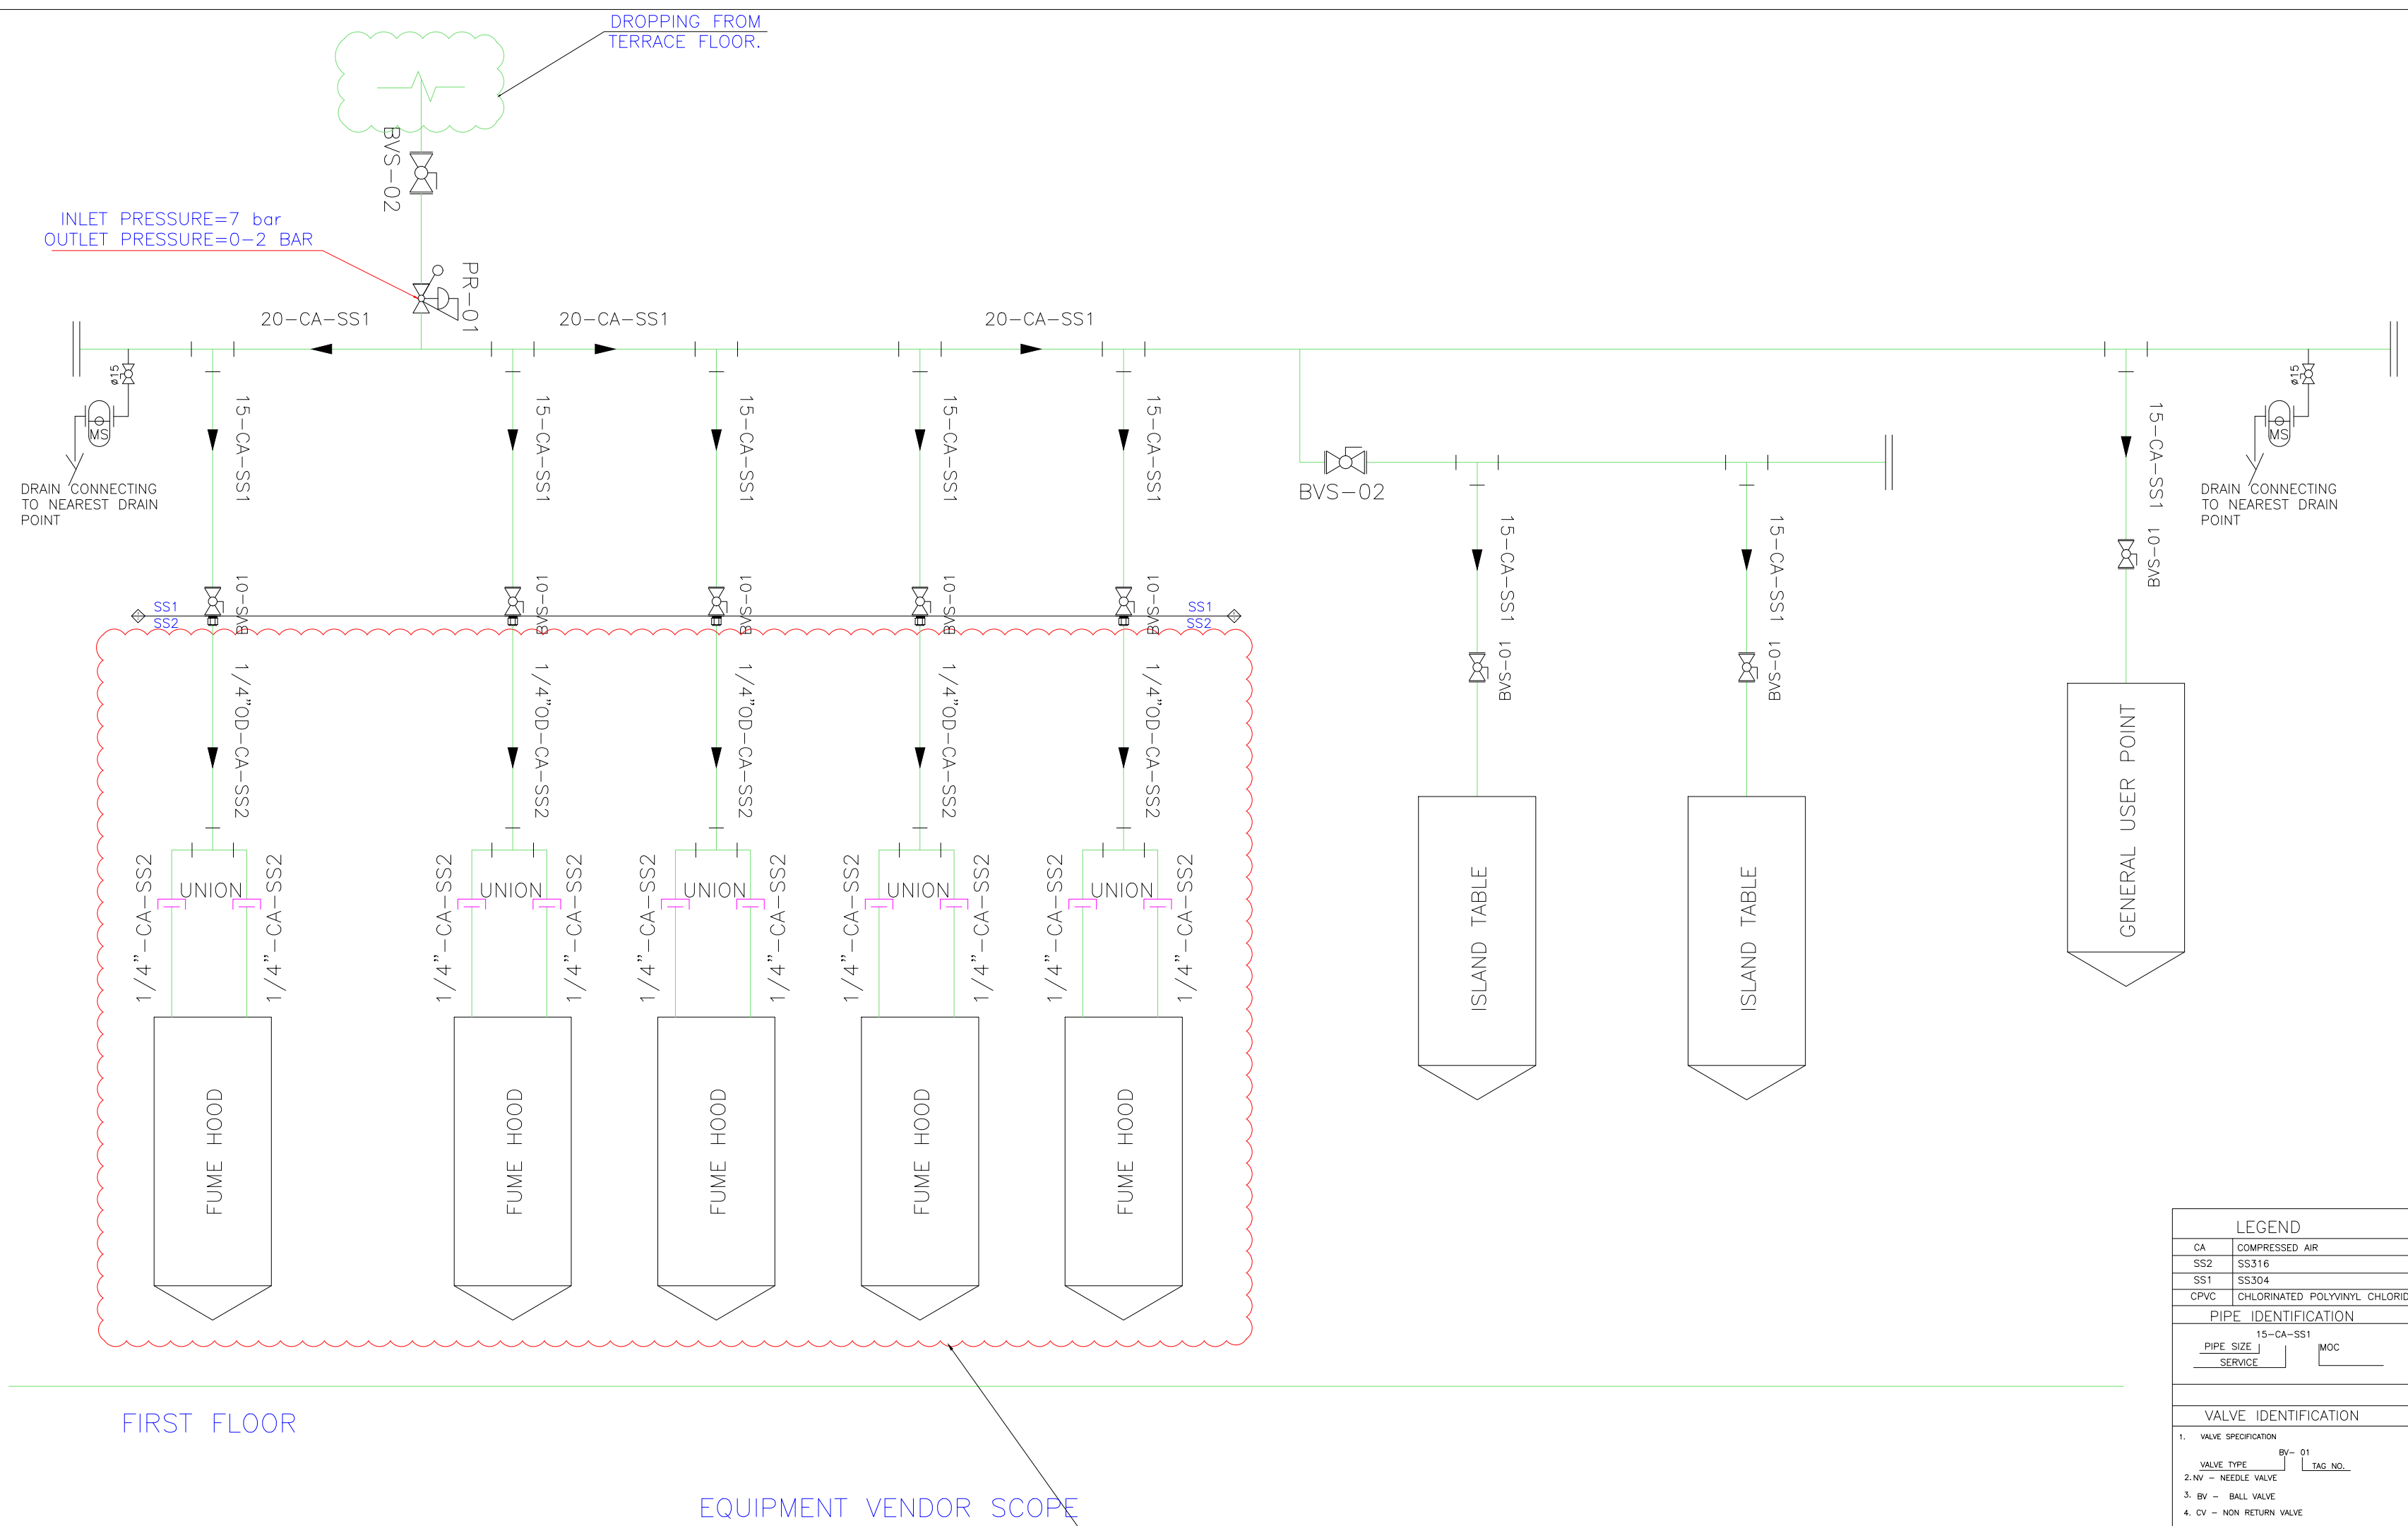 DROPPING FROM
TERRACE FLOOR.
BVS-02
INLET PRESSURE=7 bar
OUTLET PRESSURE=0-2 BAR
PR-01
20-CA-SS1
20-CA-SS1
20-CA-SS1
ø15
ø15
MS
MS
DRAIN CONNECTING
TO NEAREST DRAIN
POINT
DRAIN CONNECTING
TO NEAREST DRAIN
POINT
15-CA-SS1
15-CA-SS1
15-CA-SS1
15-CA-SS1
15-CA-SS1
15-CA-SS1
BVS-02
15-CA-SS1
15-CA-SS1
BVS-01
BVS-01
BVS-01
BVS-01
BVS-01
BVS-01
BVS-01
BVS-01
SS1
SS2
SS1
SS2
1/4"OD-CA-SS2
1/4"OD-CA-SS2
1/4"OD-CA-SS2
1/4"OD-CA-SS2
1/4"OD-CA-SS2
1/4"-CA-SS2
UNION
1/4"-CA-SS2
1/4"-CA-SS2
UNION
1/4"-CA-SS2
1/4"-CA-SS2
UNION
1/4"-CA-SS2
1/4"-CA-SS2
UNION
1/4"-CA-SS2
1/4"-CA-SS2
UNION
1/4"-CA-SS2
FUME HOOD
FUME HOOD
FUME HOOD
FUME HOOD
FUME HOOD
ISLAND TABLE
ISLAND TABLE
GENERAL USER POINT
FIRST FLOOR
EQUIPMENT VENDOR SCOPE
LEGEND
CA COMPRESSED AIR
SS2 SS316
SS1 SS304
CPVC CHLORINATED POLYVINYL CHLORID
PIPE IDENTIFICATION
15-CA-SS1
PIPE SIZE MOC
SERVICE
VALVE IDENTIFICATION
1. VALVE SPECIFICATION
BV- 01
VALVE TYPE TAG NO.
2. NV - NEEDLE VALVE
3. BV - BALL VALVE
4. CV - NON RETURN VALVE